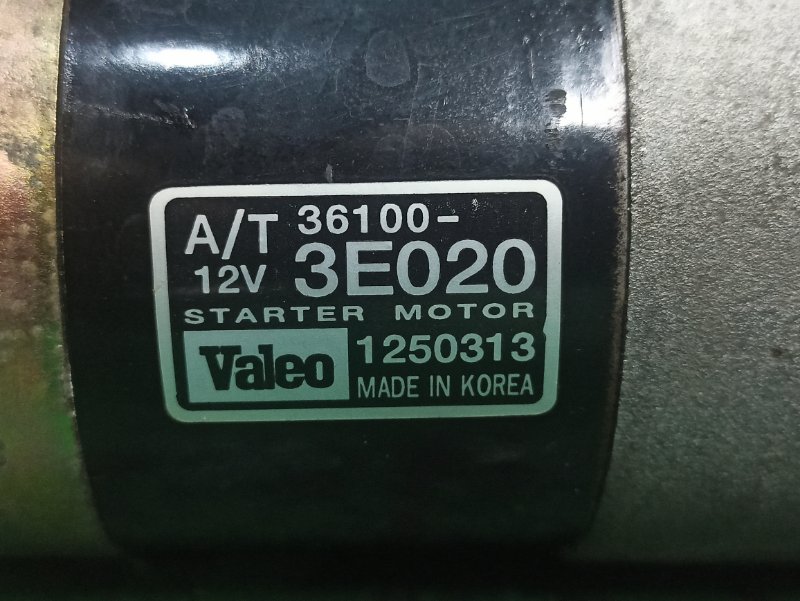 A/T 36100-
12V 3E020
STARTER MOTOR
Valeo 1250313
MADE IN KOREA